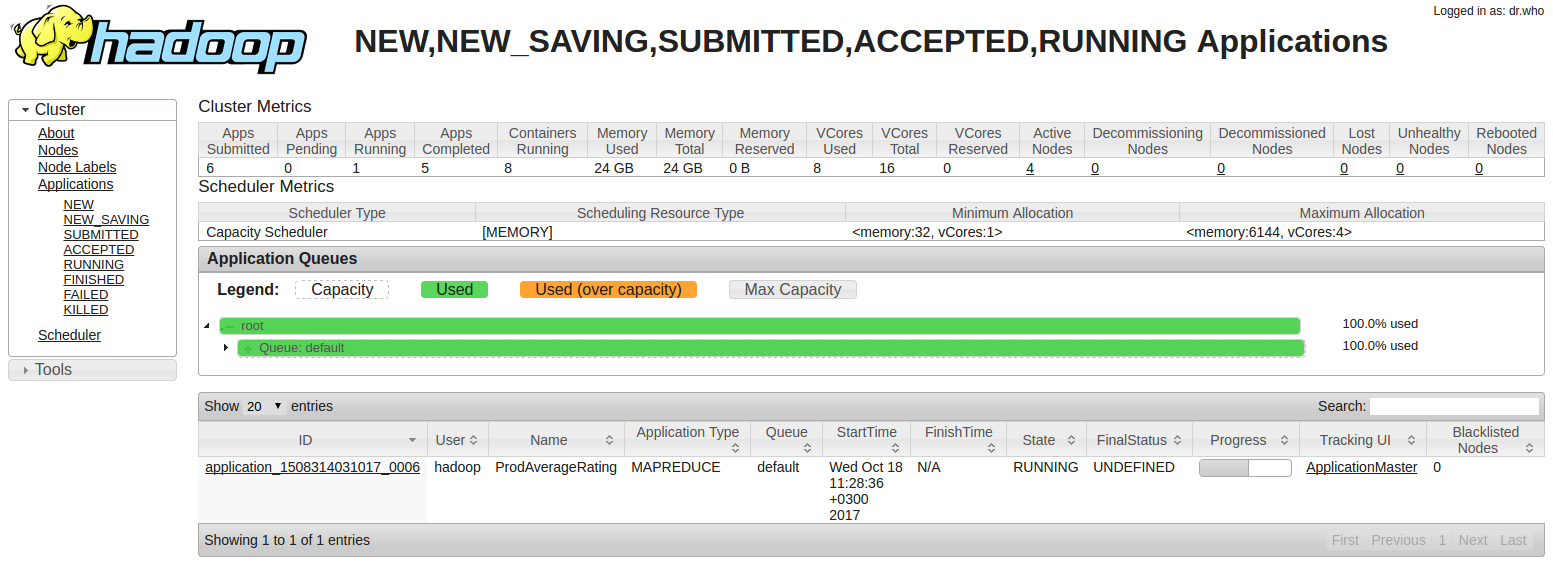 Logged in as: dr.who
hadoop
NEW,NEW_SAVING,SUBMITTED,ACCEPTED,RUNNING Applications
Cluster
About
Nodes
Node Labels
Applications
NEW
NEW_SAVING
SUBMITTED
ACCEPTED
RUNNING
FINISHED
FAILED
KILLED
Scheduler
Tools
Cluster Metrics
Apps Submitted Apps Pending Apps Running Apps Completed Containers Running Memory Used Memory Total Memory Reserved VCores Used VCores Total VCores Reserved Active Nodes Decommissioning Nodes Decommissioned Nodes Lost Nodes Unhealthy Nodes Rebooted Nodes
6 0 1 5 8 24 GB 24 GB 0 B 8 16 0 4 0 0 0 0 0
Scheduler Metrics
Scheduler Type Scheduling Resource Type Minimum Allocation Maximum Allocation
Capacity Scheduler [MEMORY] <memory:32, vCores:1> <memory:6144, vCores:4>
Application Queues
Legend: Capacity Used Used (over capacity) Max Capacity
root 100.0% used
Queue: default 100.0% used
Show 20 entries Search:
ID User Name Application Type Queue StartTime FinishTime State FinalStatus Progress Tracking UI Blacklisted Nodes
application_1508314031017_0006 hadoop ProdAverageRating MAPREDUCE default Wed Oct 18 N/A RUNNING UNDEFINED ApplicationMaster 0
11:28:36
+0300
2017
Showing 1 to 1 of 1 entries First Previous 1 Next Last